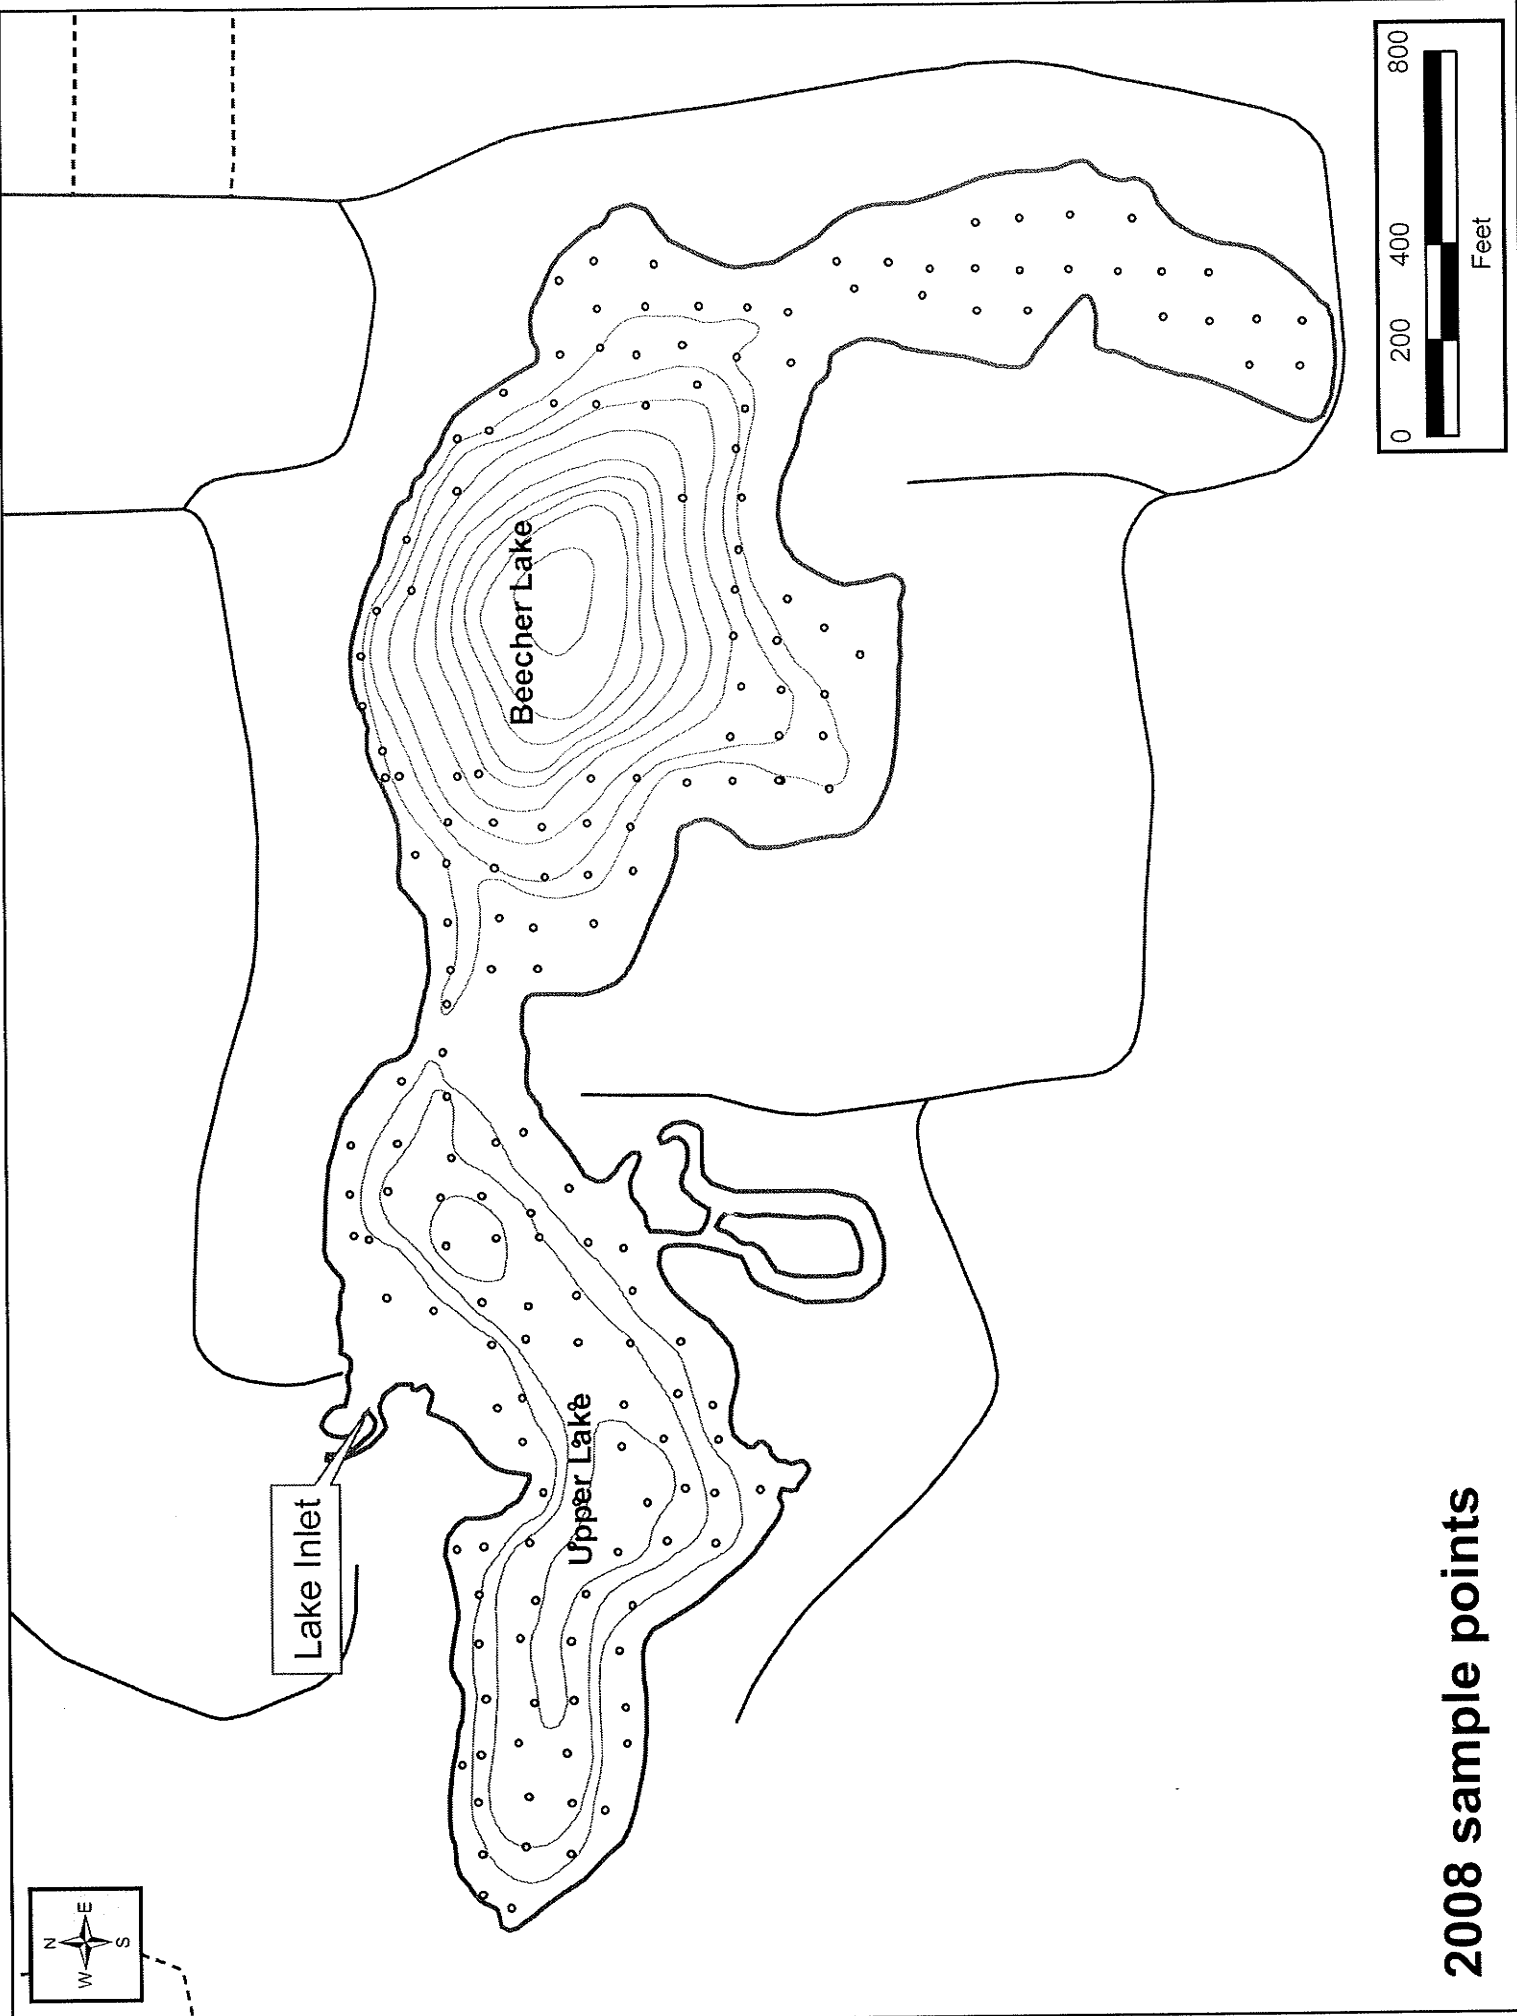 N
W E
S
Lake Inlet
Upper Lake
Beecher Lake
2008 sample points
0 200 400 800
Feet